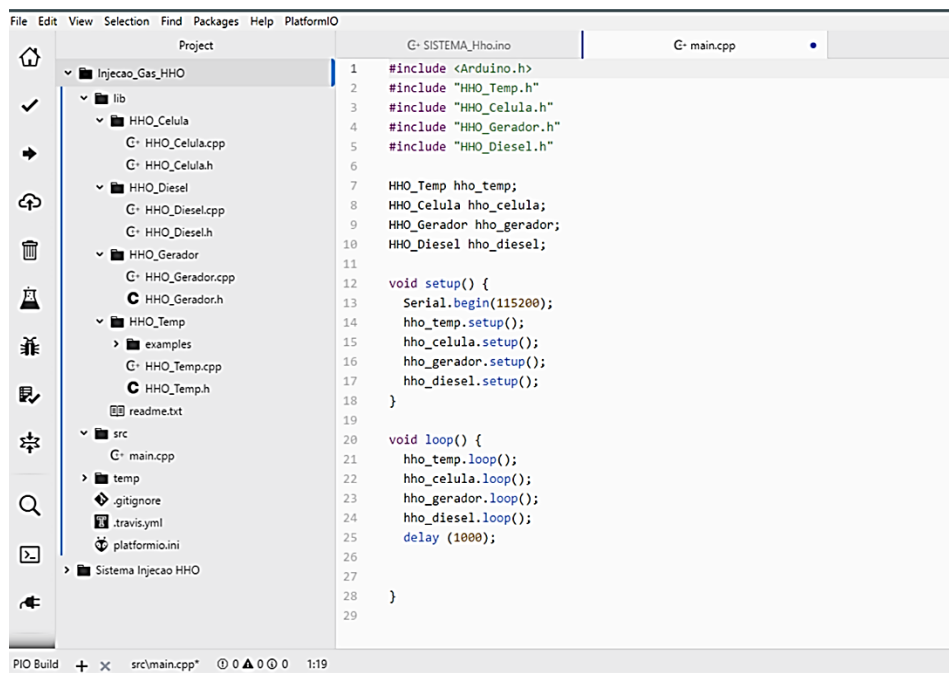 File Edit View Selection Find Packages Help PlatformIO
Project
Injecao_Gas_HHO
lib
HHO_Celula
HHO_Celula.cpp
HHO_Celula.h
HHO_Diesel
HHO_Diesel.cpp
HHO_Diesel.h
HHO_Gerador
HHO_Gerador.cpp
HHO_Gerador.h
HHO_Temp
examples
HHO_Temp.cpp
HHO_Temp.h
readme.txt
src
main.cpp
temp
.gitignore
.travis.yml
platformio.ini
Sistema Injecao HHO
SISTEMA_Hho.ino
main.cpp
1 #include <Arduino.h>
2 #include "HHO_Temp.h"
3 #include "HHO_Celula.h"
4 #include "HHO_Gerador.h"
5 #include "HHO_Diesel.h"
6
7 HHO_Temp hho_temp;
8 HHO_Celula hho_celula;
9 HHO_Gerador hho_gerador;
10 HHO_Diesel hho_diesel;
11
12 void setup() {
13 Serial.begin(115200);
14 hho_temp.setup();
15 hho_celula.setup();
16 hho_gerador.setup();
17 hho_diesel.setup();
18 }
19
20 void loop() {
21 hho_temp.loop();
22 hho_celula.loop();
23 hho_gerador.loop();
24 hho_diesel.loop();
25 delay (1000);
26
27
28 }
29
PIO Build src\main.cpp* 0 0 0 1:19